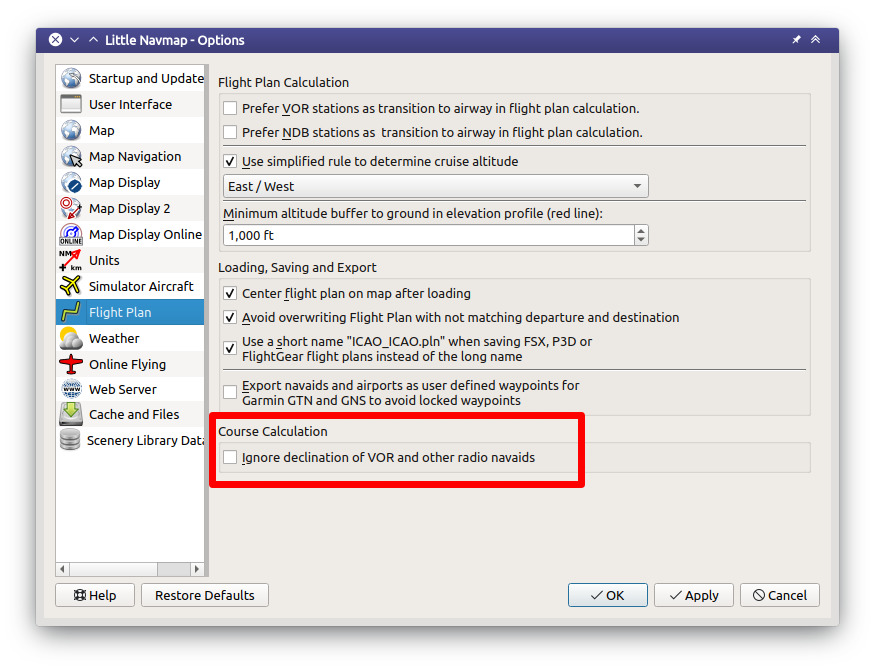 Little Navmap - Options
Startup and Update
User Interface
Map
Map Navigation
Map Display
Map Display 2
ONLINE
Map Display Online
NM
+ km
Units
Simulator Aircraft
Flight Plan
Weather
Online Flying
WWW
Web Server
Cache and Files
Scenery Library Data
Flight Plan Calculation
Prefer VOR stations as transition to airway in flight plan calculation.
Prefer NDB stations as  transition to airway in flight plan calculation.
Use simplified rule to determine cruise altitude
East / West
Minimum altitude buffer to ground in elevation profile (red line):
1,000 ft
Loading, Saving and Export
Center flight plan on map after loading
Avoid overwriting Flight Plan with not matching departure and destination
Use a short name "ICAO_ICAO.pln" when saving FSX, P3D or
FlightGear flight plans instead of the long name
Export navaids and airports as user defined waypoints for
Garmin GTN and GNS to avoid locked waypoints
Course Calculation
Ignore declination of VOR and other radio navaids
Help
Restore Defaults
OK
Apply
Cancel